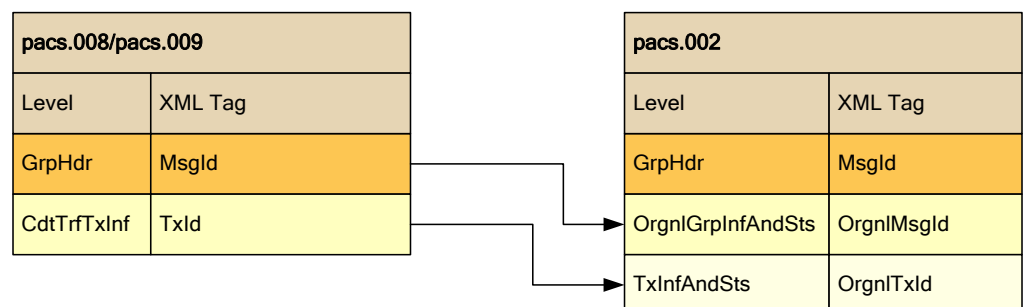 pacs.008/pacs.009
Level XML Tag
GrpHdr MsgId
CdtTrfTxInf TxId
pacs.002
Level XML Tag
GrpHdr MsgId
OrgnlGrpInfAndSts OrgnlMsgId
TxInfAndSts OrgnlTxId